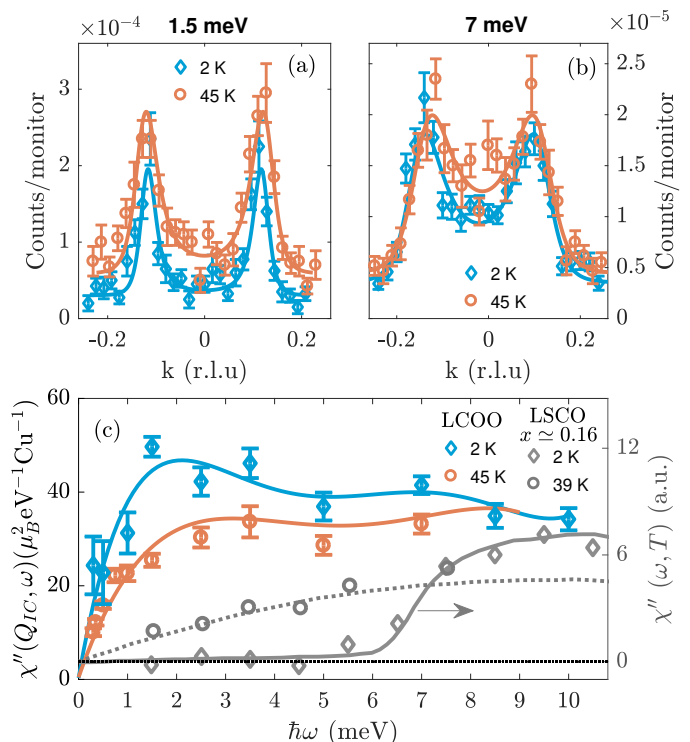 1.5 meV
7 meV
×10⁻⁴
×10⁻⁵
(a)
2 K
45 K
(b)
3
2
1
0
Counts/monitor
2.5
2
1.5
1
0.5
0
Counts/monitor
2 K
45 K
-0.2 0 0.2
-0.2 0 0.2
k (r.l.u)
k (r.l.u)
(c)
LCOO
2 K
45 K
LSCO
x ≃ 0.16
2 K
39 K
60
40
20
0
χ′′(Q_IC, ω)(μ_B²eV⁻¹Cu⁻¹)
12
6
0
χ′′ (ω, T) (a.u.)
0 1 2 3 4 5 6 7 8 9 10
ℏω (meV)